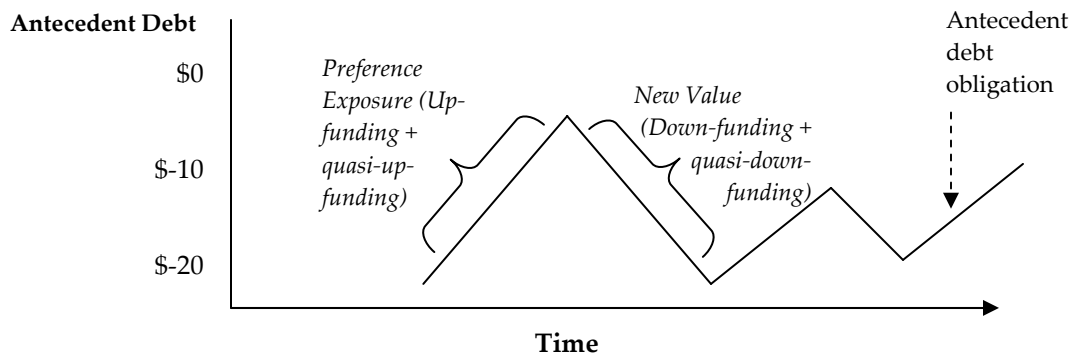 Antecedent Debt
$0
$-10
$-20
Preference
Exposure (Up-
funding +
quasi-up-
funding)
New Value
(Down-funding +
quasi-down-
funding)
Antecedent
debt
obligation
Time